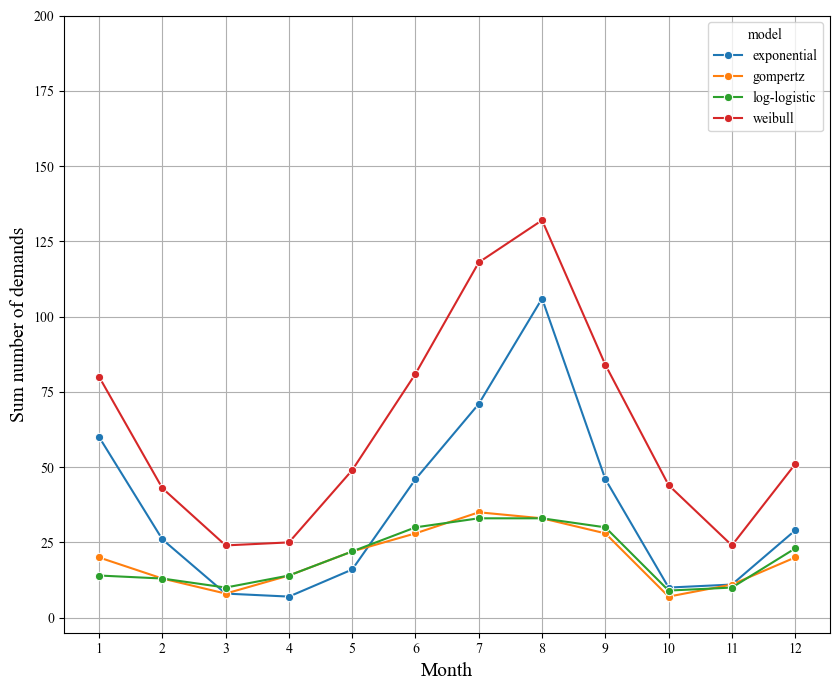 model
exponential
gompertz
log-logistic
weibull
Sum number of demands
200
175
150
125
100
75
50
25
0
1 2 3 4 5 6 7 8 9 10 11 12
Month